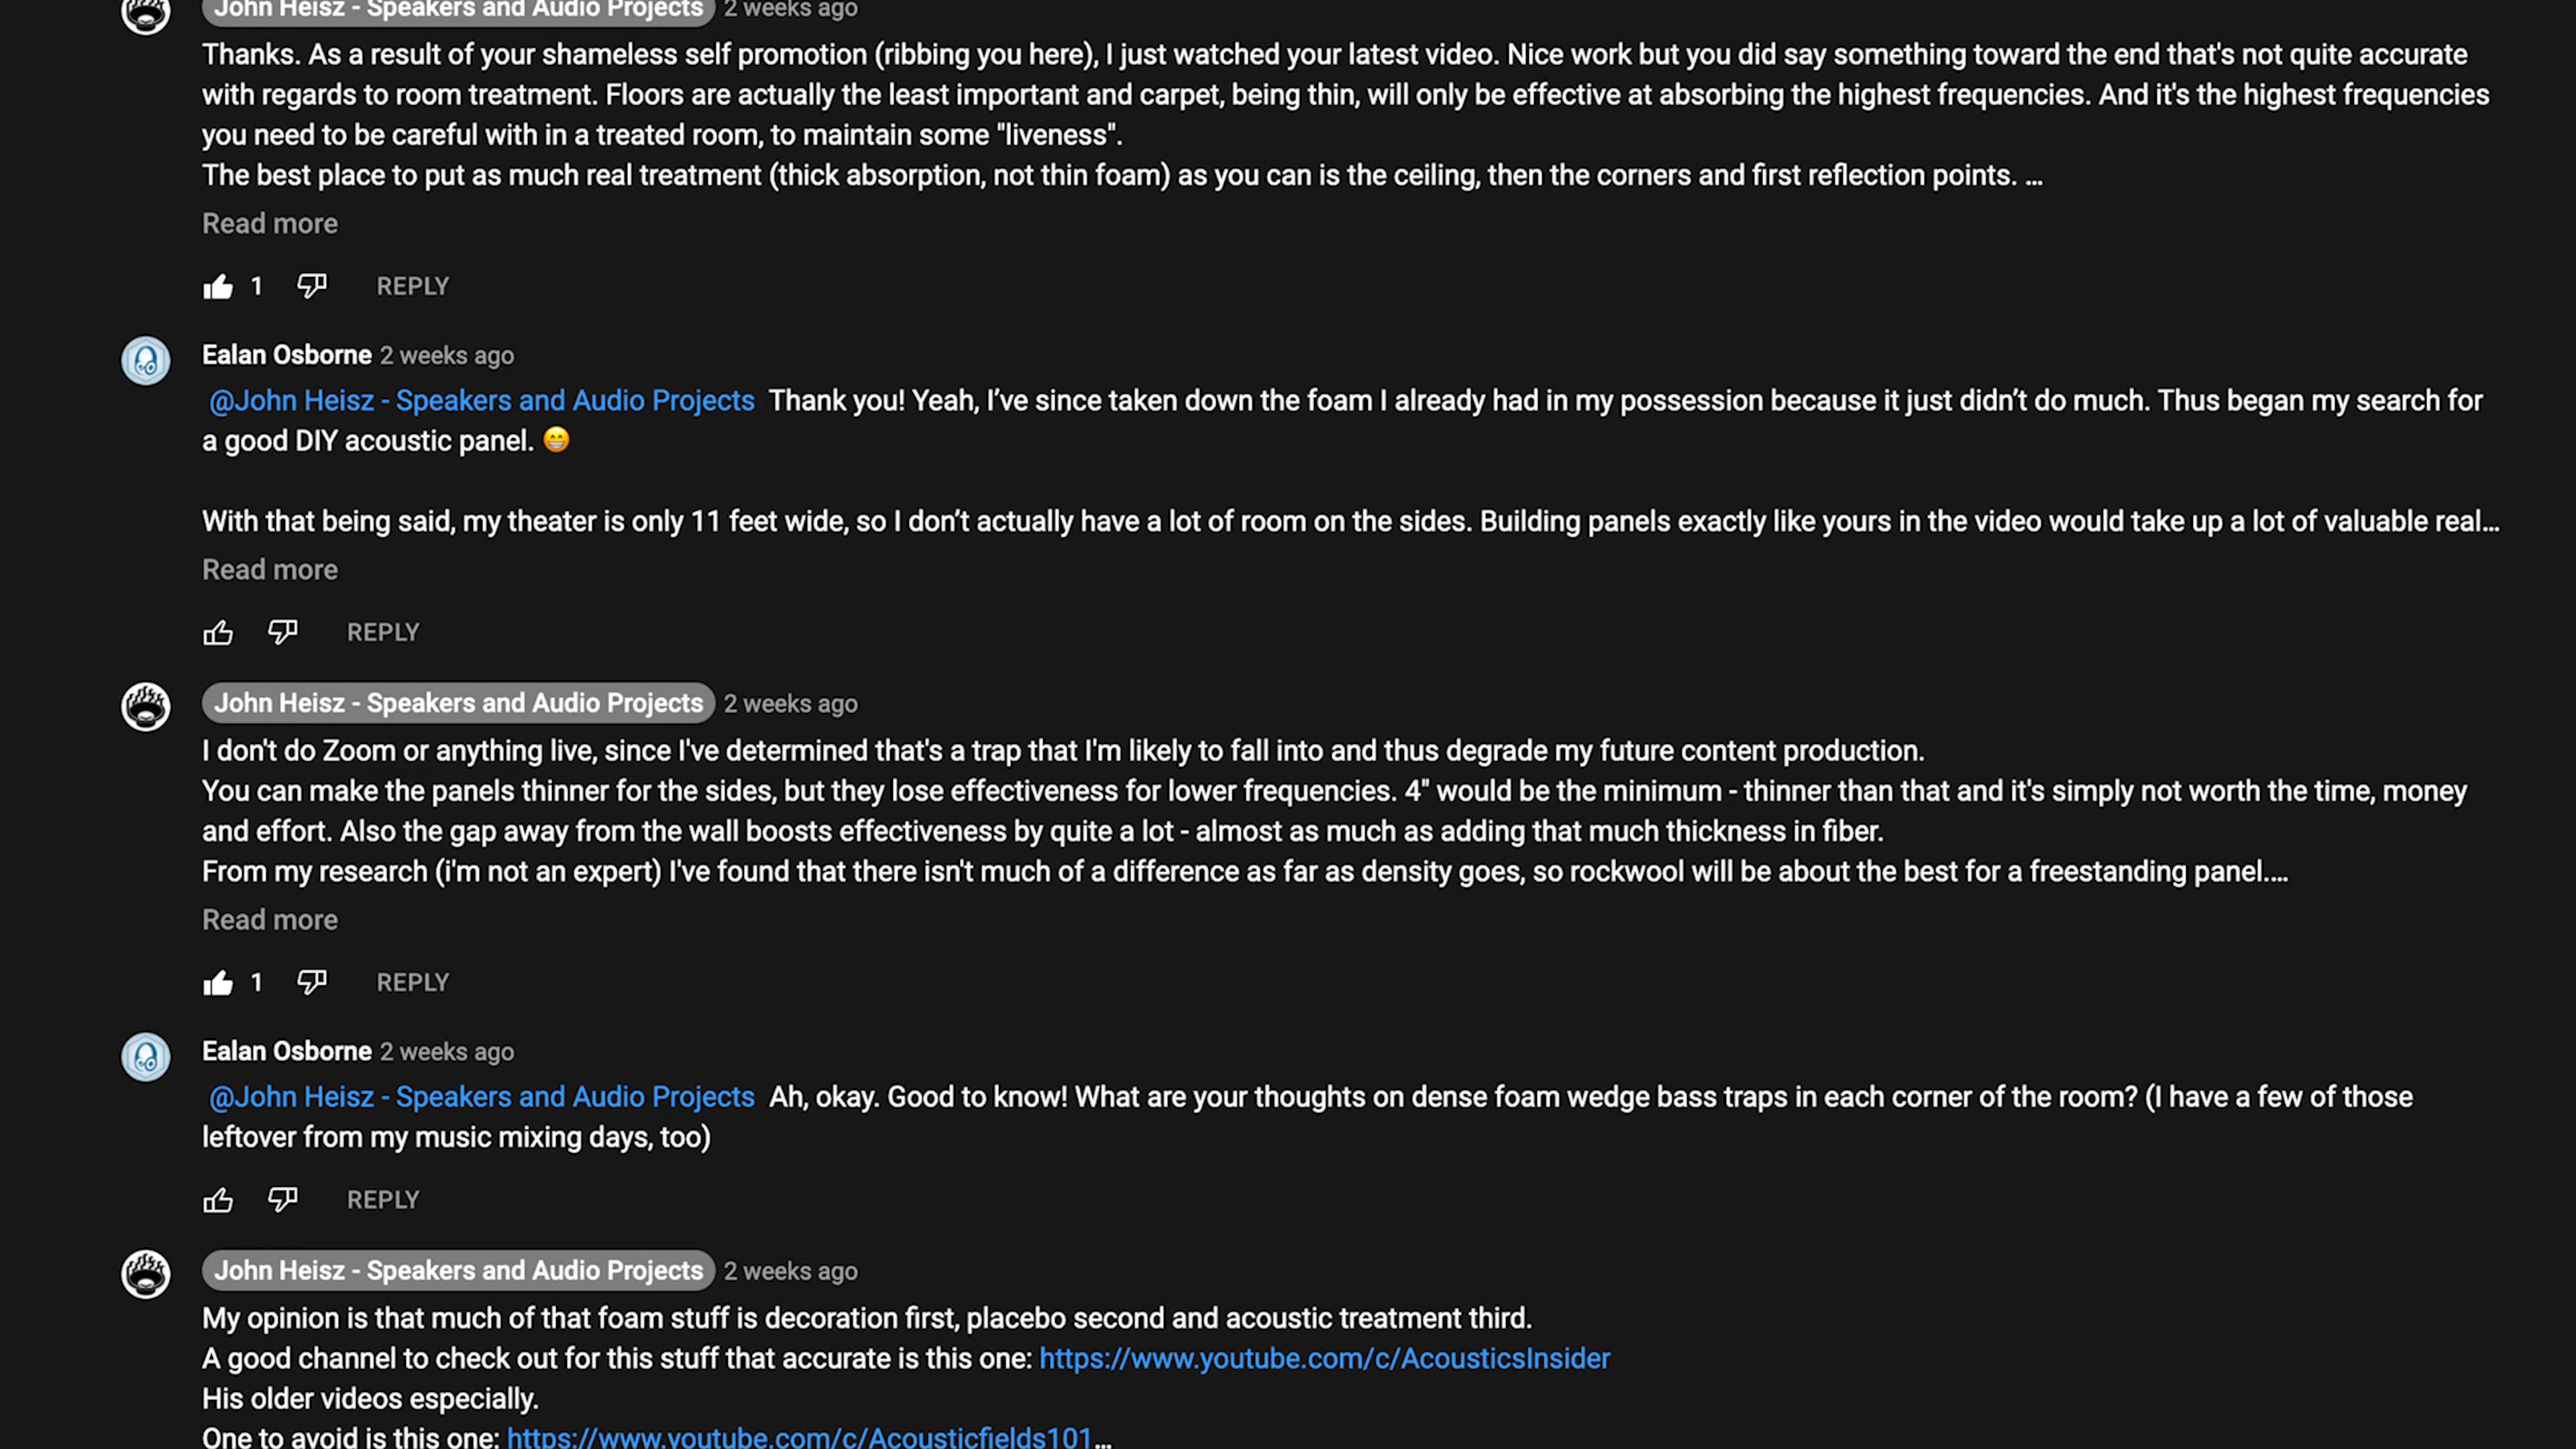 John Heisz - Speakers and Audio Projects 2 weeks ago
Thanks. As a result of your shameless self promotion (ribbing you here), I just watched your latest video. Nice work but you did say something toward the end that's not quite accurate
with regards to room treatment. Floors are actually the least important and carpet, being thin, will only be effective at absorbing the highest frequencies. And it's the highest frequencies
you need to be careful with in a treated room, to maintain some "liveness".
The best place to put as much real treatment (thick absorption, not thin foam) as you can is the ceiling, then the corners and first reflection points. ...
Read more
1 REPLY
Ealan Osborne 2 weeks ago
@John Heisz - Speakers and Audio Projects Thank you! Yeah, I’ve since taken down the foam I already had in my possession because it just didn’t do much. Thus began my search for
a good DIY acoustic panel. 😁
With that being said, my theater is only 11 feet wide, so I don’t actually have a lot of room on the sides. Building panels exactly like yours in the video would take up a lot of valuable real...
Read more
REPLY
John Heisz - Speakers and Audio Projects 2 weeks ago
I don't do Zoom or anything live, since I've determined that's a trap that I'm likely to fall into and thus degrade my future content production.
You can make the panels thinner for the sides, but they lose effectiveness for lower frequencies. 4" would be the minimum - thinner than that and it's simply not worth the time, money
and effort. Also the gap away from the wall boosts effectiveness by quite a lot - almost as much as adding that much thickness in fiber.
From my research (i'm not an expert) I've found that there isn't much of a difference as far as density goes, so rockwool will be about the best for a freestanding panel....
Read more
1 REPLY
Ealan Osborne 2 weeks ago
@John Heisz - Speakers and Audio Projects Ah, okay. Good to know! What are your thoughts on dense foam wedge bass traps in each corner of the room? (I have a few of those
leftover from my music mixing days, too)
REPLY
John Heisz - Speakers and Audio Projects 2 weeks ago
My opinion is that much of that foam stuff is decoration first, placebo second and acoustic treatment third.
A good channel to check out for this stuff that accurate is this one: https://www.youtube.com/c/AcousticsInsider
His older videos especially.
One to avoid is this one: https://www.youtube.com/c/Acousticfields101...